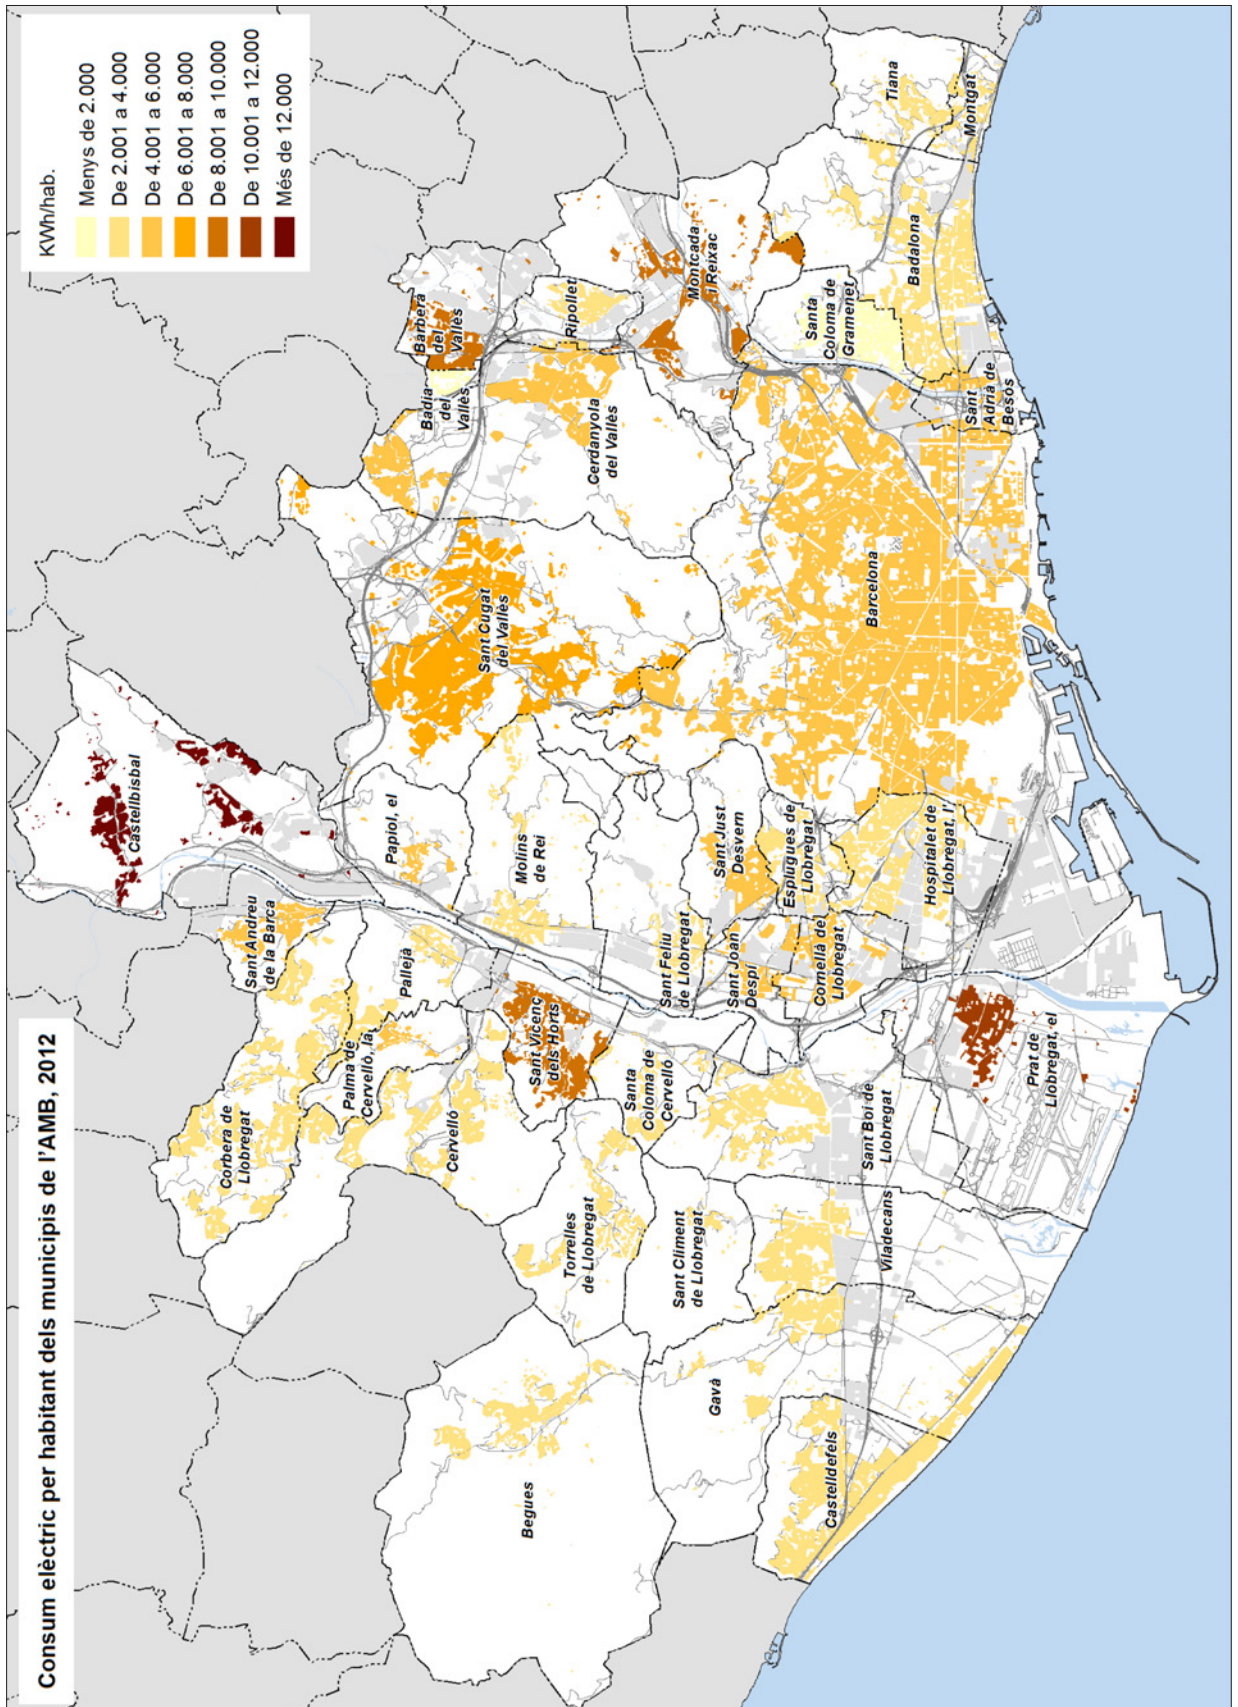 Consum elèctric per habitant dels municipis de l'AMB, 2012
KWh/hab.
Menys de 2.000
De 2.001 a 4.000
De 4.001 a 6.000
De 6.001 a 8.000
De 8.001 a 10.000
De 10.001 a 12.000
Més de 12.000
Castellbisbal
Sant Andreu
de la Barca
Corbera de
Llobregat
Palma de
Cervelló, la
Pallejà
Papiol, el
Cervelló
Sant Vicenç
dels Horts
Molins
de Rei
Sant Cugat
del Vallès
Badia
del
Vallès
Barberà
del
Vallès
Ripollet
Cerdanyola
del Vallès
Montcada
i Reixac
Begues
Torrelles
de Llobregat
Santa
Coloma de
Cervelló
Sant Climent
de Llobregat
Sant Feliu
de Llobregat
Sant Just
Desvern
Sant Joan
Despí
Esplugues de
Llobregat
Cornellà de
Llobregat
Hospitalet de
Llobregat, l'
Barcelona
Santa
Coloma de
Gramenet
Badalona
Sant
Adrià de
Besòs
Tiana
Montgat
Gavà
Castelldefels
Viladecans
Sant Boi de
Llobregat
Prat de
Llobregat, el